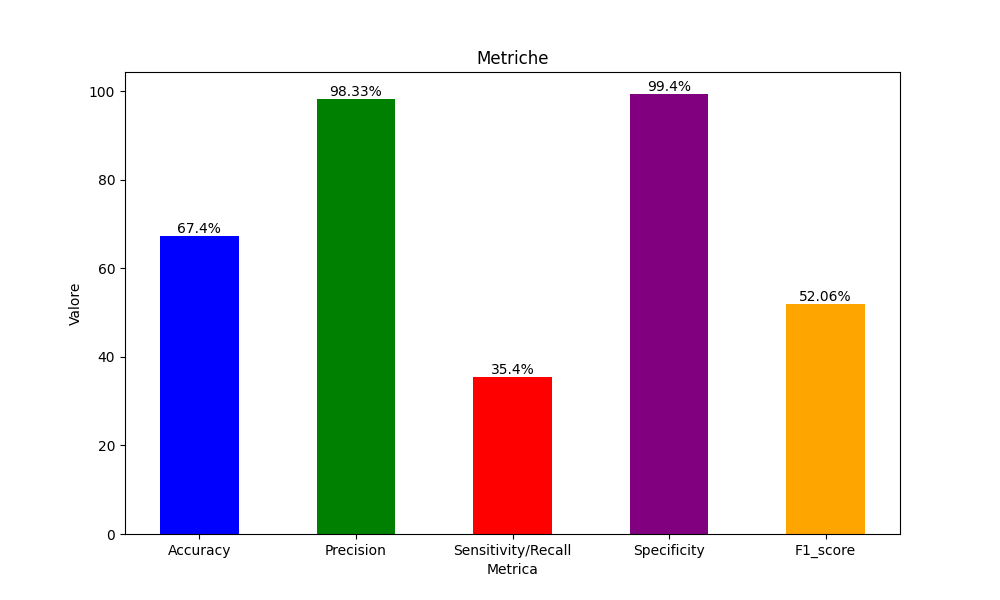 Metriche
100
80
60
40
20
0
Valore
67.4%
98.33%
35.4%
99.4%
52.06%
Accuracy
Precision
Sensitivity/Recall
Specificity
F1_score
Metrica